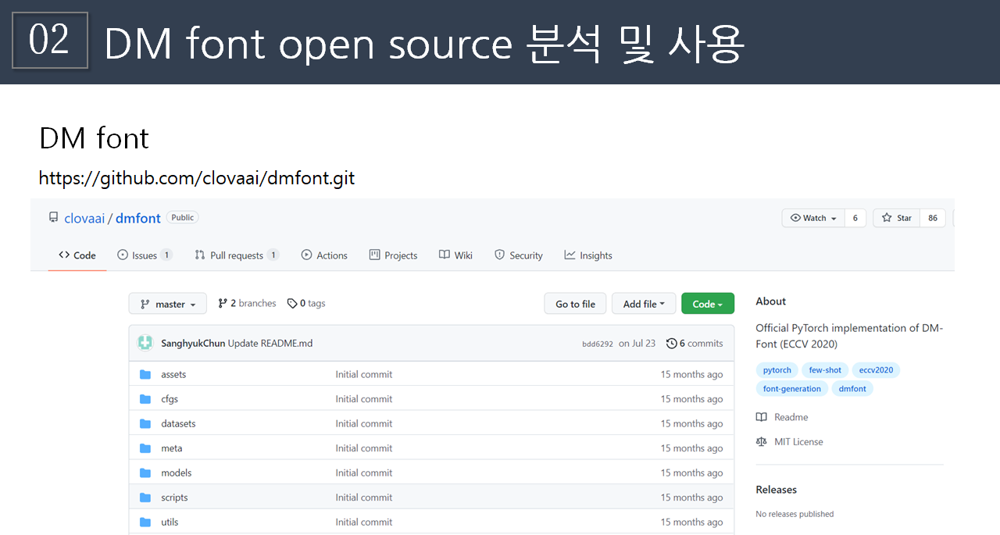 02 DM font open source 분석 및 사용
DM font
https://github.com/clovaai/dmfont.git
clovaai / dmfont Public Watch 6 Star 86
Code Issues 1 Pull requests 1 Actions Projects Wiki Security Insights
master 2 branches 0 tags Go to file Add file Code
SanghyukChun Update README.md bdd6292 on Jul 23 6 commits
assets Initial commit 15 months ago
cfgs Initial commit 15 months ago
datasets Initial commit 15 months ago
meta Initial commit 15 months ago
models Initial commit 15 months ago
scripts Initial commit 15 months ago
utils Initial commit 15 months ago
About
Official PyTorch implementation of DM-
Font (ECCV 2020)
pytorch few-shot eccv2020
font-generation dmfont
Readme
MIT License
Releases
No releases published